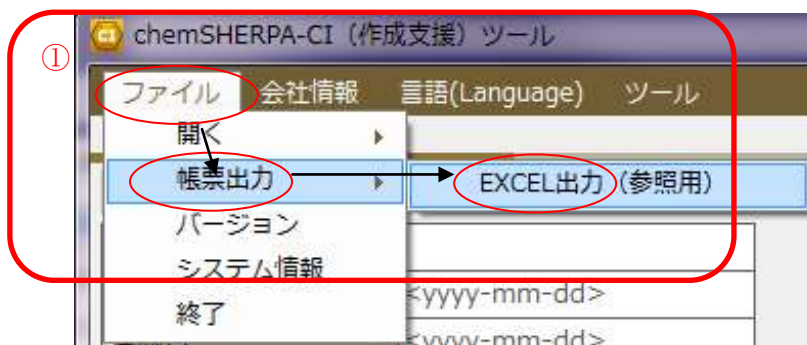 chemSHERPA-CI（作成支援）ツール
①
ファイル 会社情報 言語(Language) ツール
開く
帳票出力 EXCEL出力（参照用）
バージョン
システム情報
<yyyy-mm-dd>
終了
<yyyy-mm-dd>